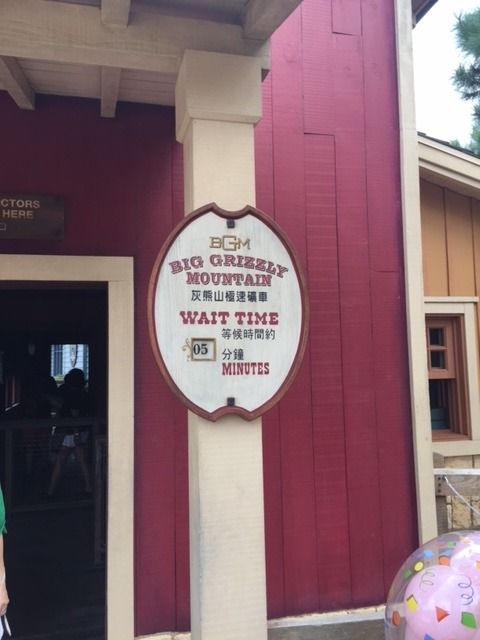 CTORS
HERE
BGM
BIG GRIZZLY
MOUNTAIN
灰熊山極速礦車
WAIT TIME
等候時間約
05 分鐘
MINUTES